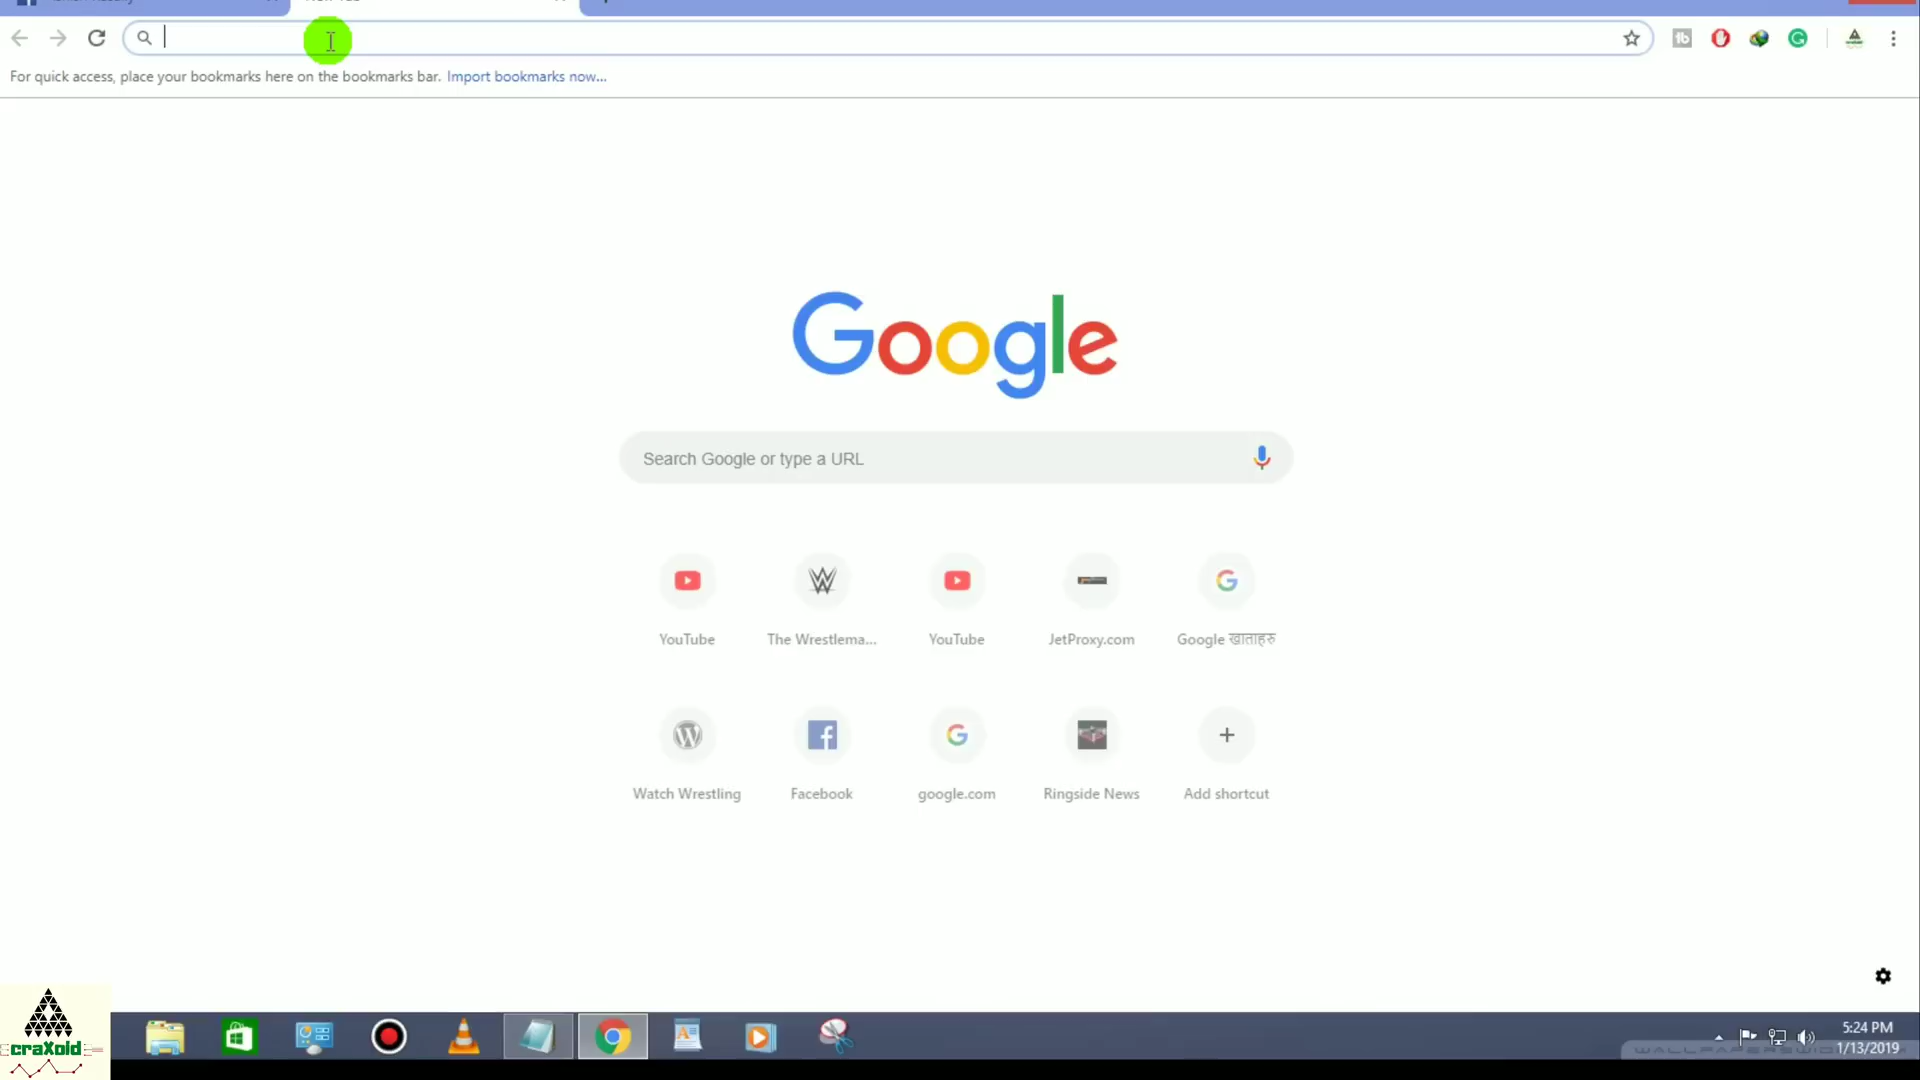 For quick access, place your bookmarks here on the bookmarks bar. Import bookmarks now...
Google
Search Google or type a URL
YouTube
The Wrestlema...
YouTube
JetProxy.com
Google खाताहरु
Watch Wrestling
Facebook
google.com
Ringside News
Add shortcut
craXoid
5:24 PM
1/13/2019